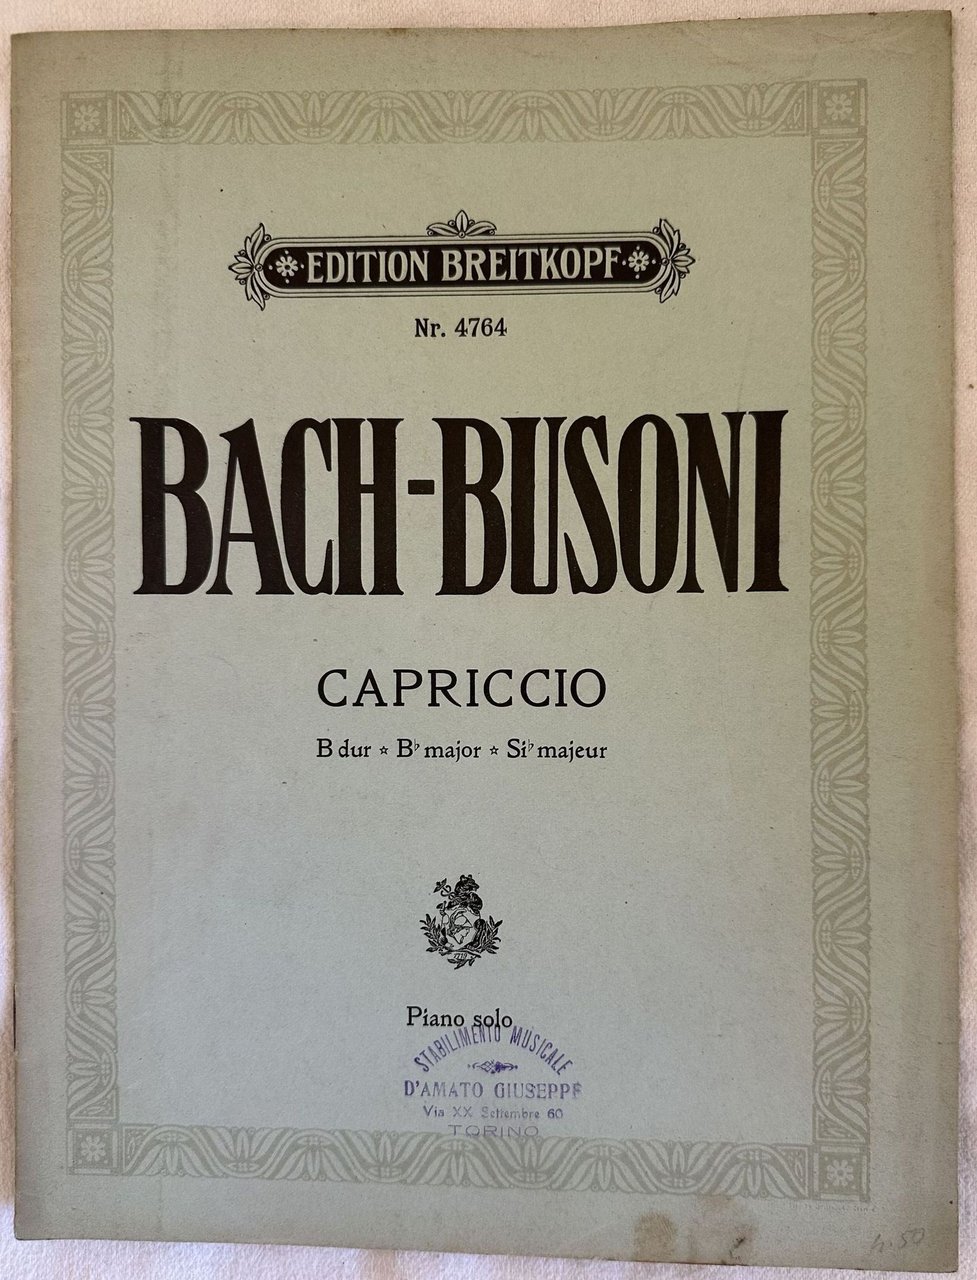 ·EDITION BREITKOPF·
Nr. 4764
BACH-BUSONI
CAPRICCIO
B dur ☆ B♭ major ☆ Si♭ majeur
Piano solo
STABILIMENTO MUSICALE
D'AMATO GIUSEPPE
Via XX Settembre 60
TORINO